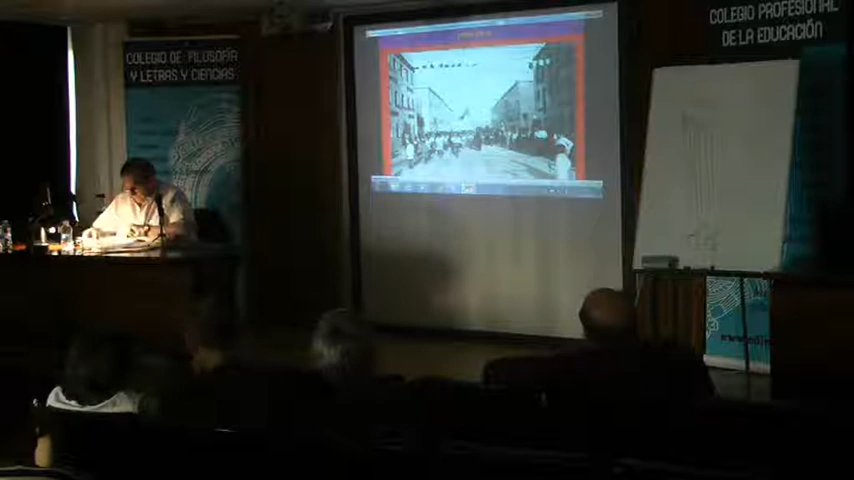 COLEGIO DE FILOSOFÍA
Y LETRAS Y CIENCIAS
COLEGIO PROFESIONAL
DE LA EDUCACIÓN